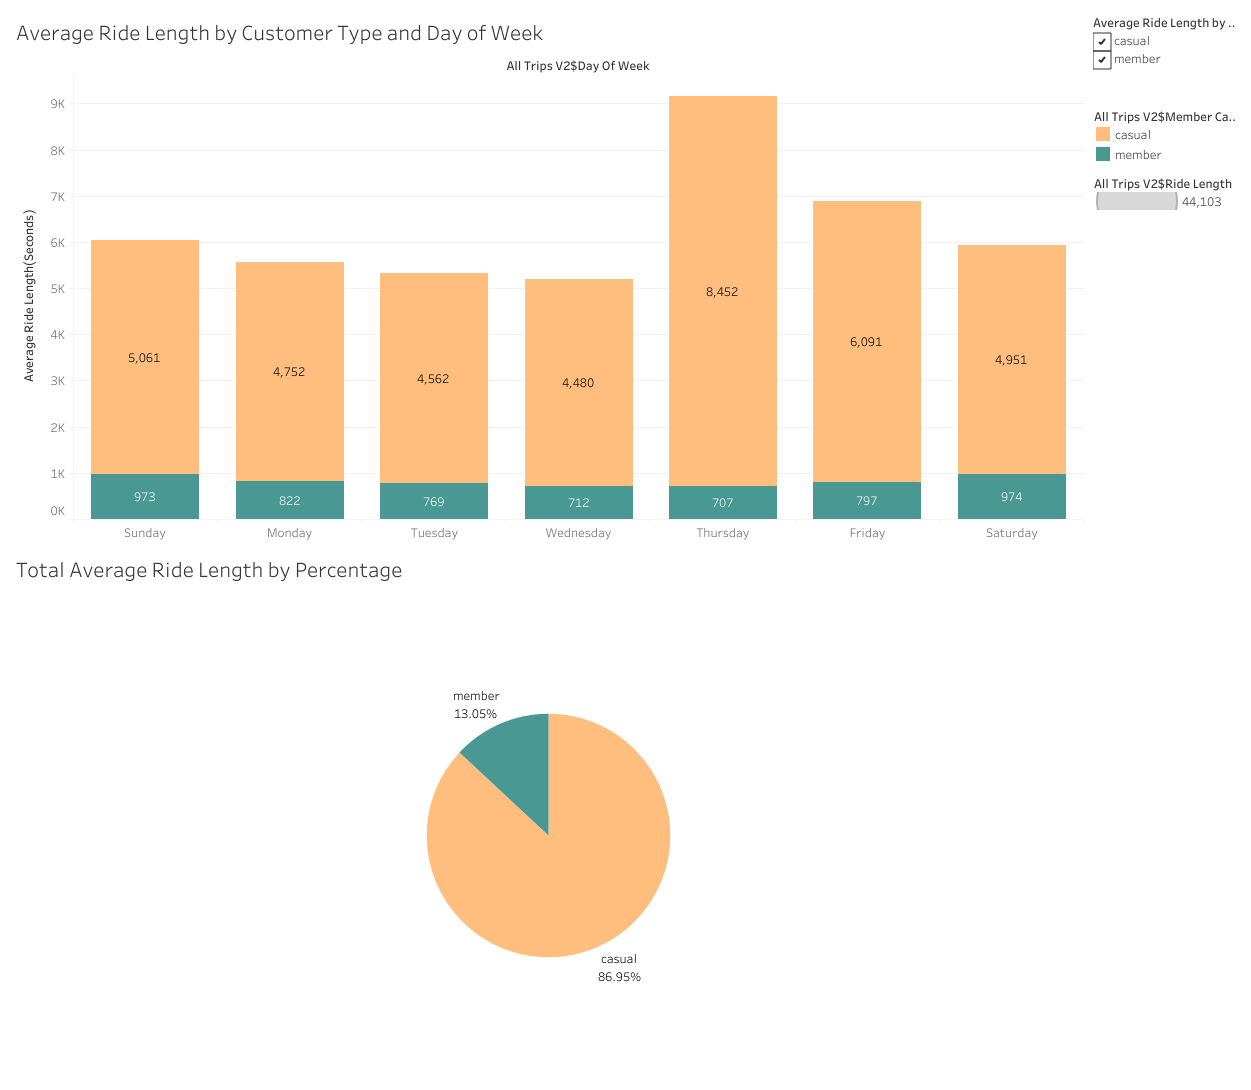 Average Ride Length by Customer Type and Day of Week
All Trips V2$Day Of Week
Average Ride Length(Seconds)
9K
8K
7K
6K
5K
4K
3K
2K
1K
0K
5,061
4,752
4,562
4,480
8,452
6,091
4,951
973
822
769
712
707
797
974
Sunday
Monday
Tuesday
Wednesday
Thursday
Friday
Saturday
Average Ride Length by ..
casual
member
All Trips V2$Member Ca..
casual
member
All Trips V2$Ride Length
44,103
Total Average Ride Length by Percentage
member
13.05%
casual
86.95%